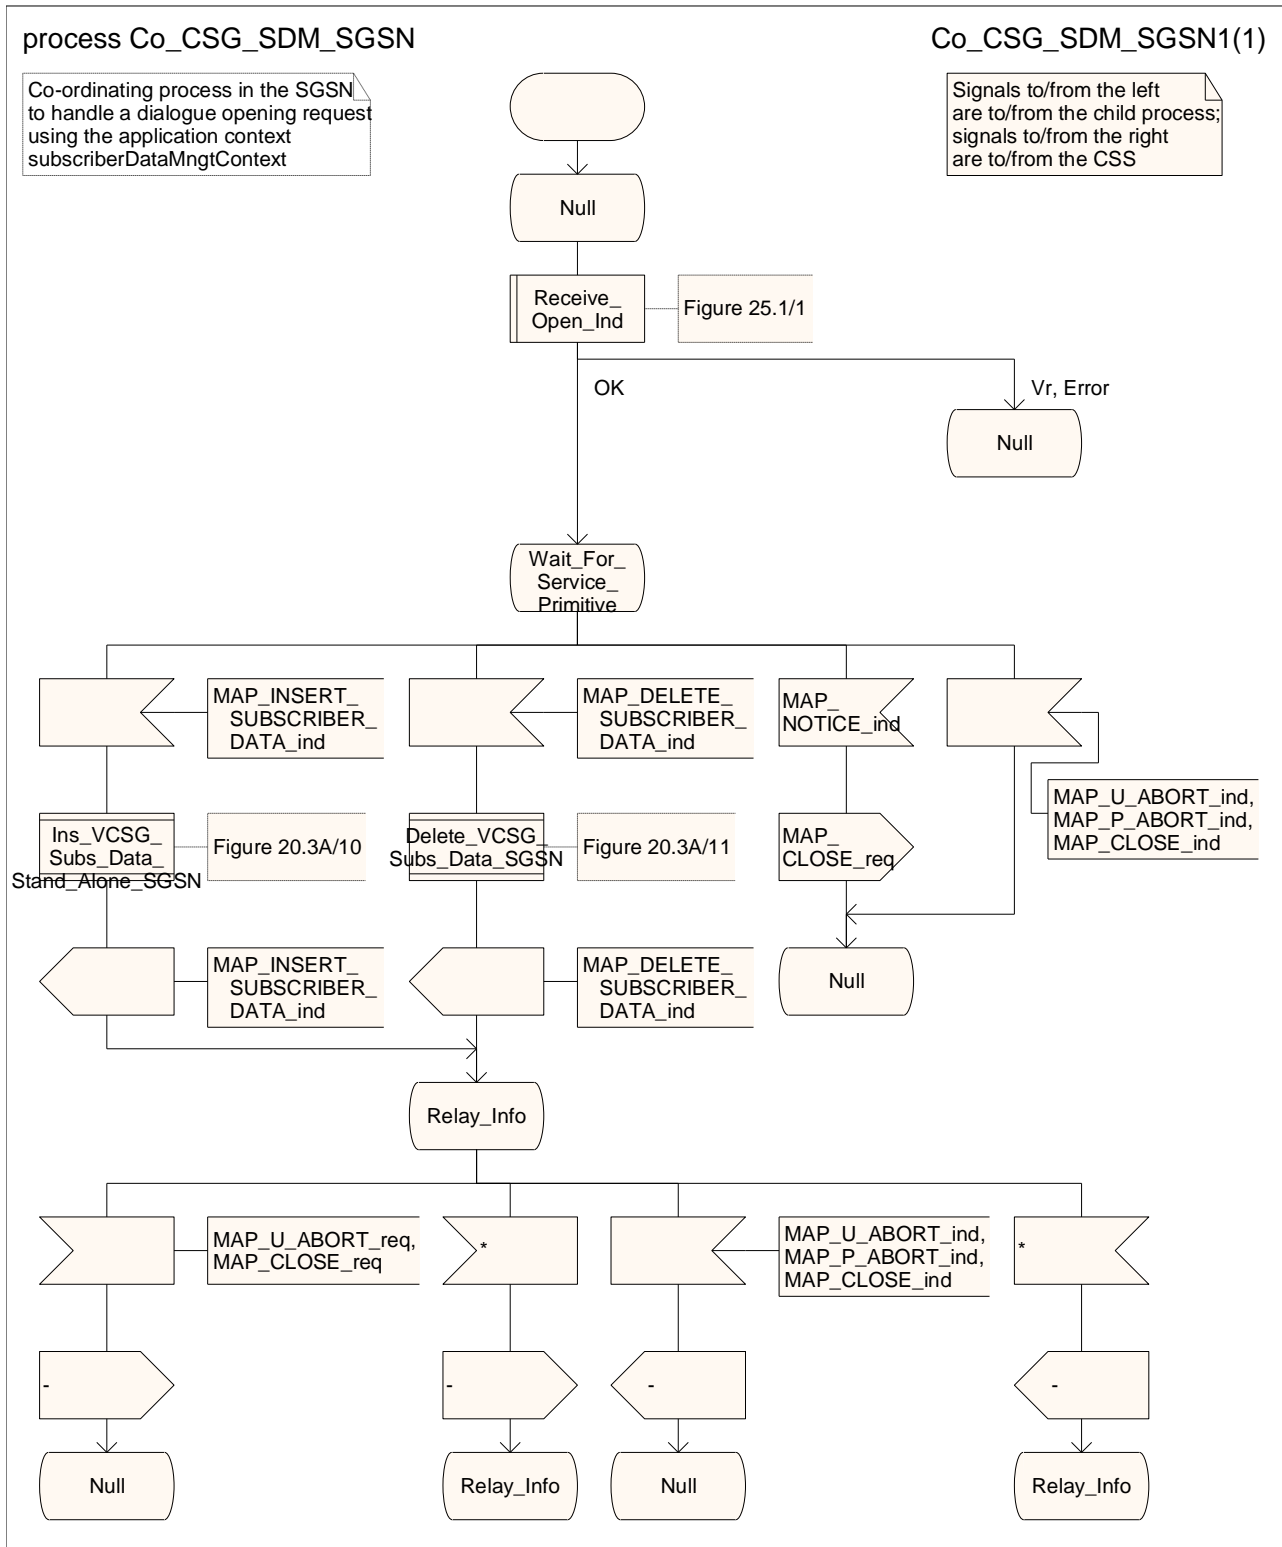 process Co_CSG_SDM_SGSN
Co_CSG_SDM_SGSN1(1)
Co-ordinating process in the SGSN
to handle a dialogue opening request
using the application context
subscriberDataMngtContext
Signals to/from the left
are to/from the child process;
signals to/from the right
are to/from the CSS
Null
Receive_
Open_Ind
Figure 25.1/1
OK
Vr, Error
Null
Wait_For_
Service_
Primitive
MAP_INSERT_
SUBSCRIBER_
DATA_ind
MAP_DELETE_
SUBSCRIBER_
DATA_ind
MAP_
NOTICE_ind
MAP_U_ABORT_ind,
MAP_P_ABORT_ind,
MAP_CLOSE_ind
Ins_VCSG_
Subs_Data_
Stand_Alone_SGSN
Figure 20.3A/10
Delete_VCSG_
Subs_Data_SGSN
Figure 20.3A/11
MAP_
CLOSE_req
MAP_INSERT_
SUBSCRIBER_
DATA_ind
MAP_DELETE_
SUBSCRIBER_
DATA_ind
Null
Relay_Info
MAP_U_ABORT_req,
MAP_CLOSE_req
*
MAP_U_ABORT_ind,
MAP_P_ABORT_ind,
MAP_CLOSE_ind
*
-
-
-
-
Null
Relay_Info
Null
Relay_Info